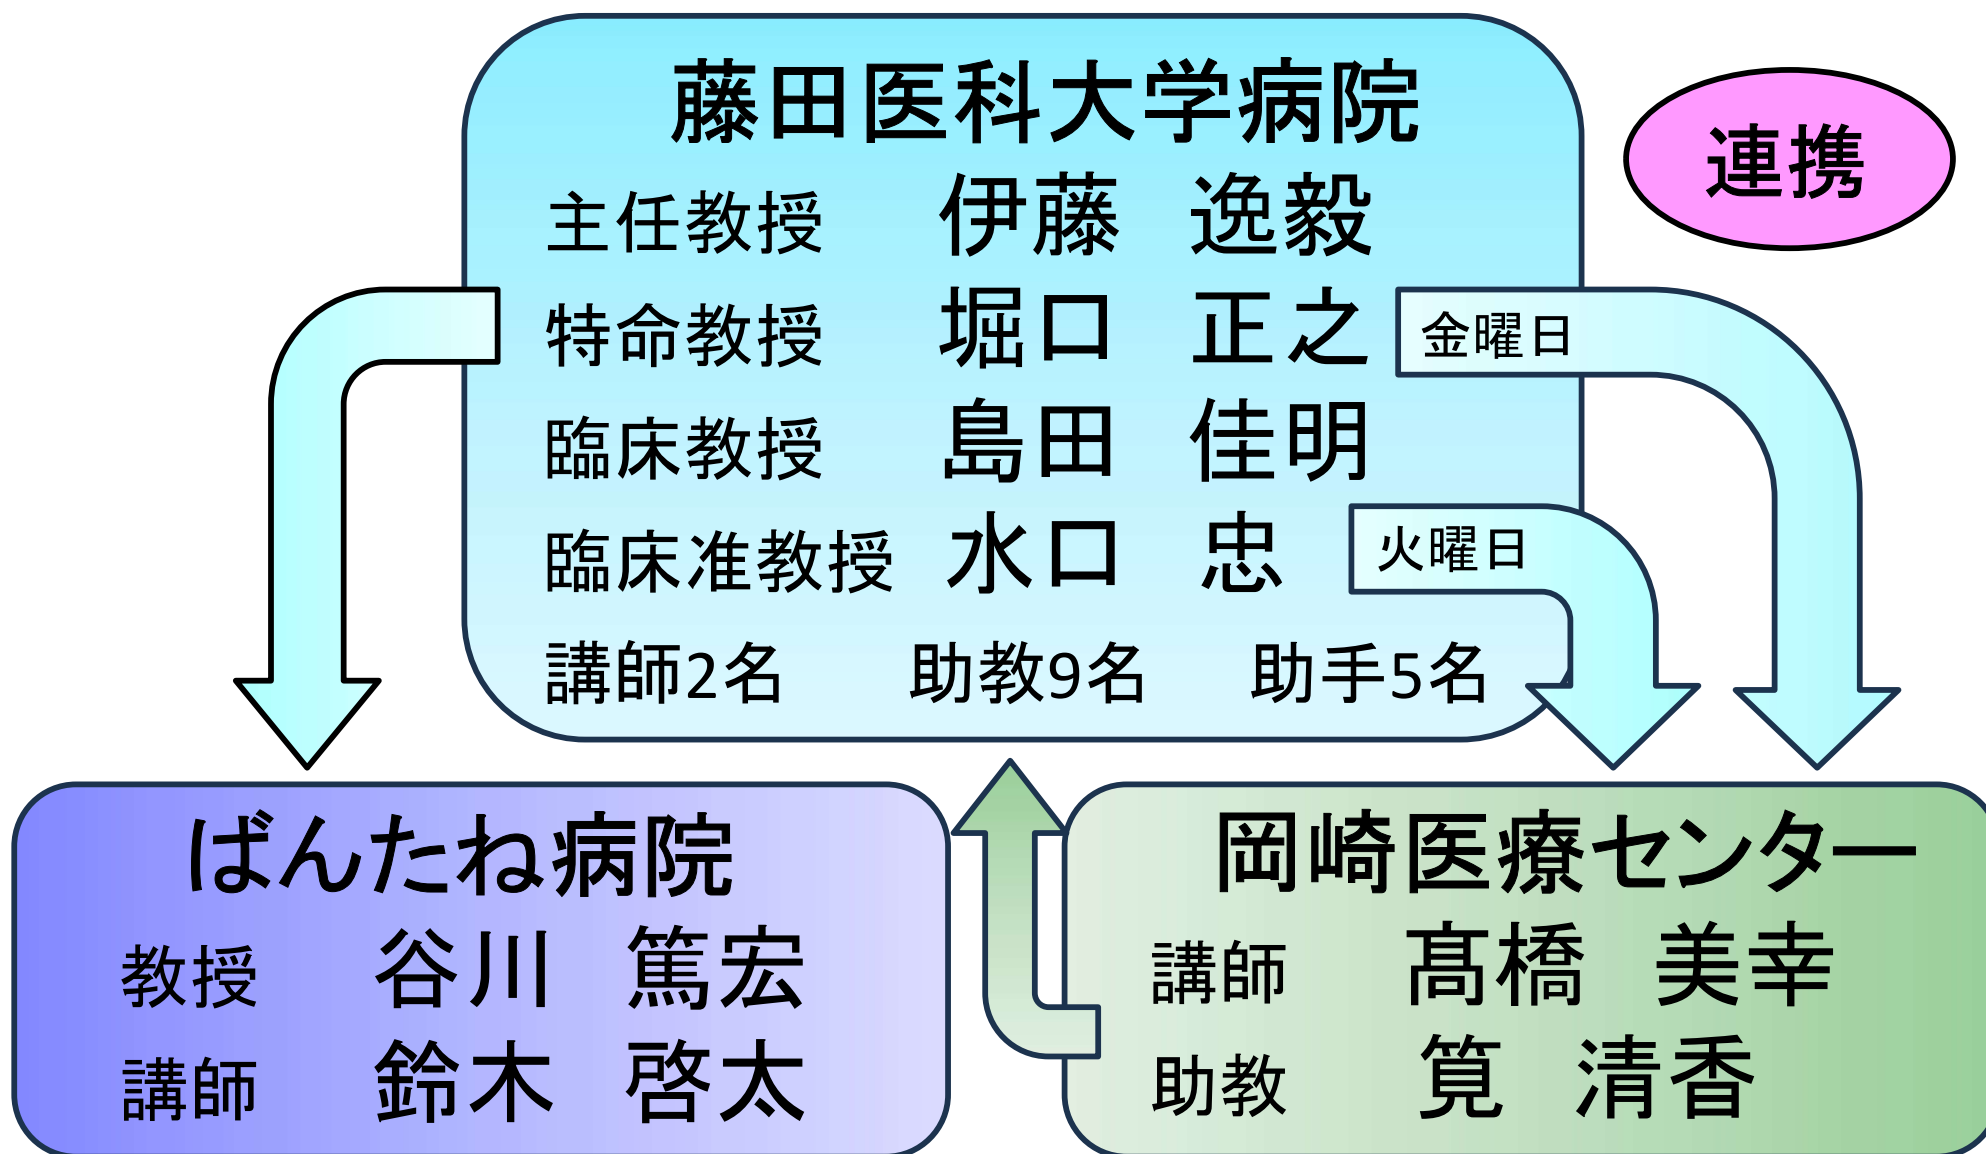 藤田医科大学病院
連携
主任教授 伊藤 逸毅
特命教授 堀口 正之 金曜日
臨床教授 島田 佳明
臨床准教授 水口 忠 火曜日
講師2名 助教9名 助手5名
ばんたね病院
教授 谷川 篤宏
講師 鈴木 啓太
岡崎医療センター
講師 髙橋 美幸
助教 筧 清香